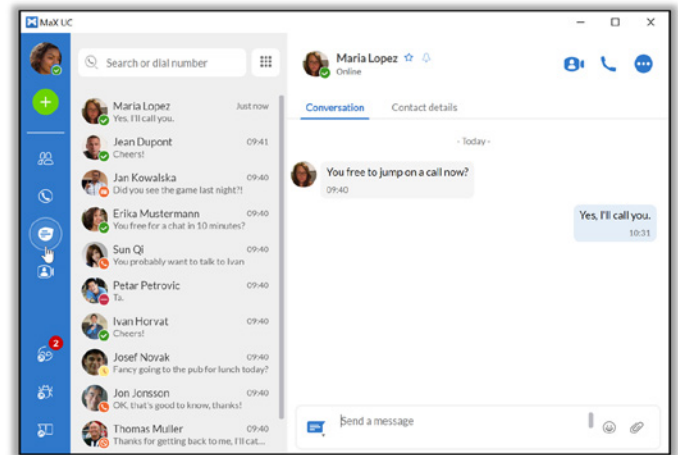 MaX UC
Search or dial number
Maria Lopez Just now
Yes, I'll call you.
Jean Dupont 09:41
Cheers!
Jan Kowalska 09:40
Did you see the game last night?!
Erika Mustermann 09:40
You free for a chat in 10 minutes?
Sun Qi 09:40
You probably want to talk to Ivan
Petar Petrovic 09:40
Ta.
Ivan Horvat 09:40
Cheers!
Josef Novak 09:40
Fancy going to the pub for lunch today?
Jon Jonsson 09:40
OK, that's good to know, thanks!
Thomas Muller 09:40
Thanks for getting back to me, I'll cat...
2
Maria Lopez
Online
Conversation Contact details
- Today -
You free to jump on a call now?
09:40
Yes, I'll call you.
10:31
Send a message